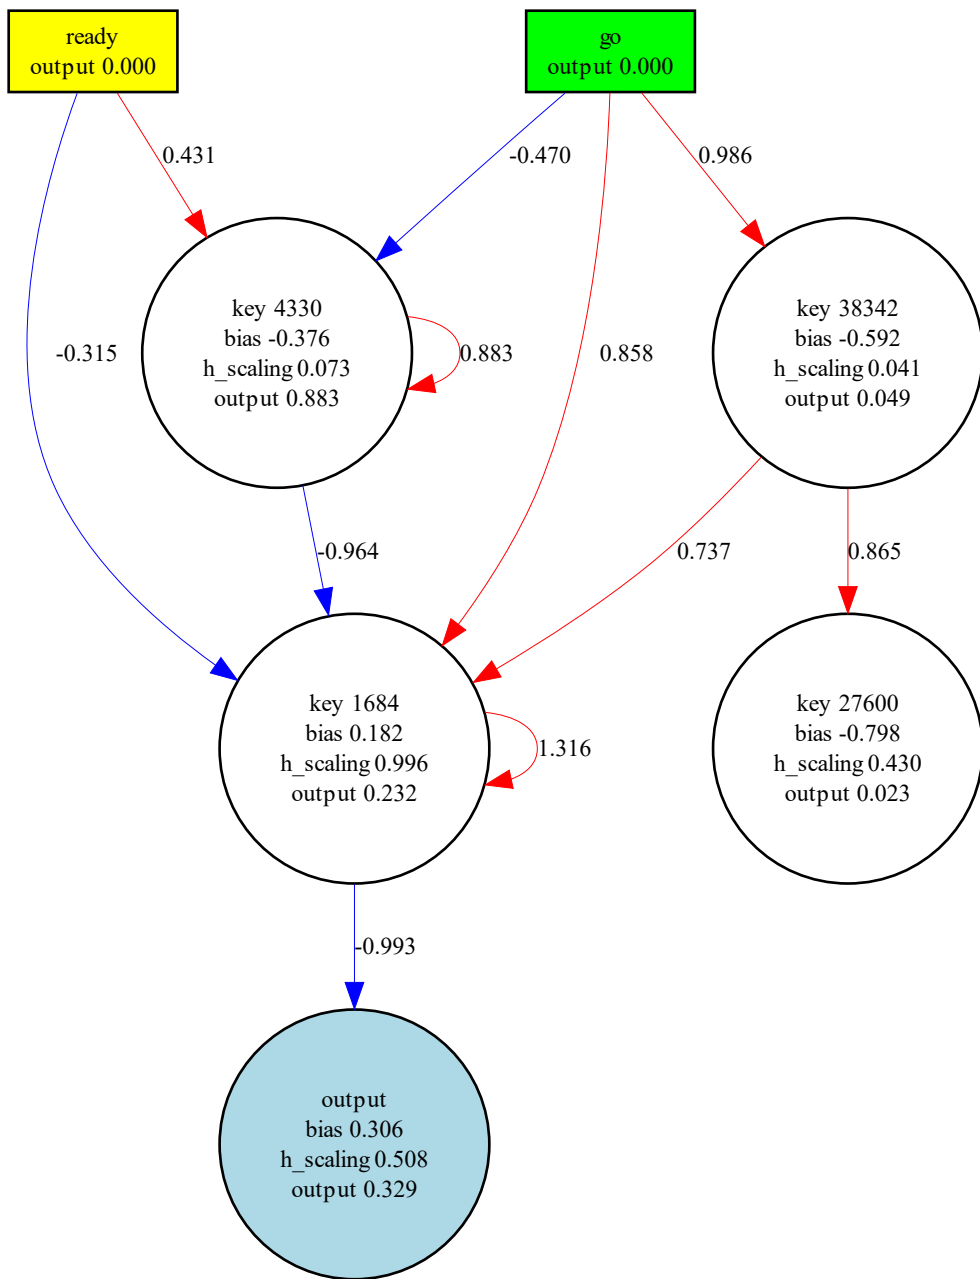 ready
output 0.000
go
output 0.000
0.431
-0.470
0.986
key 4330
bias -0.376
h_scaling 0.073
output 0.883
key 38342
bias -0.592
h_scaling 0.041
output 0.049
-0.315
0.883
0.858
-0.964
0.737
0.865
key 1684
bias 0.182
h_scaling 0.996
output 0.232
1.316
key 27600
bias -0.798
h_scaling 0.430
output 0.023
-0.993
output
bias 0.306
h_scaling 0.508
output 0.329